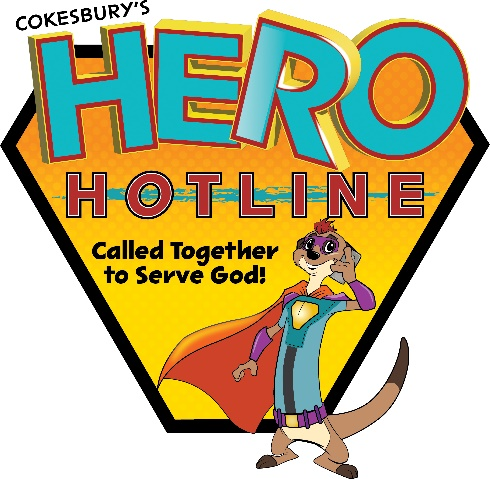 COKESBURY'S
HERO
HOTLINE
Called Together
to Serve God!